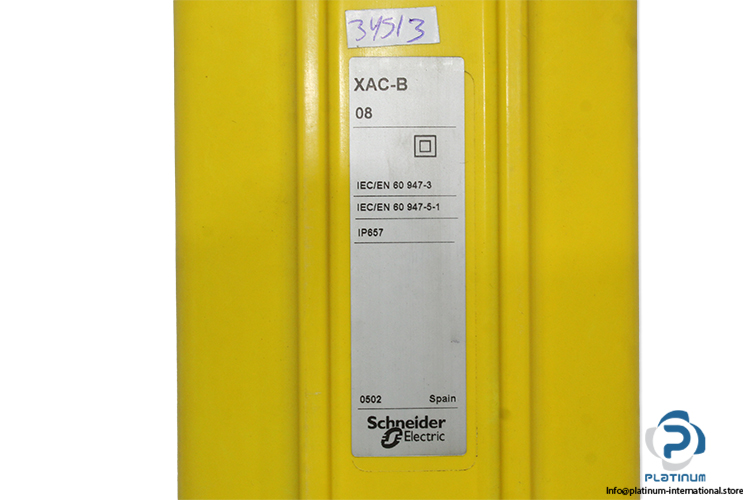 34513
XAC-B
08
IEC/EN 60 947-3
IEC/EN 60 947-5-1
IP657
0502 Spain
Schneider
Electric
PLATINUM
Info@platinum-international.store